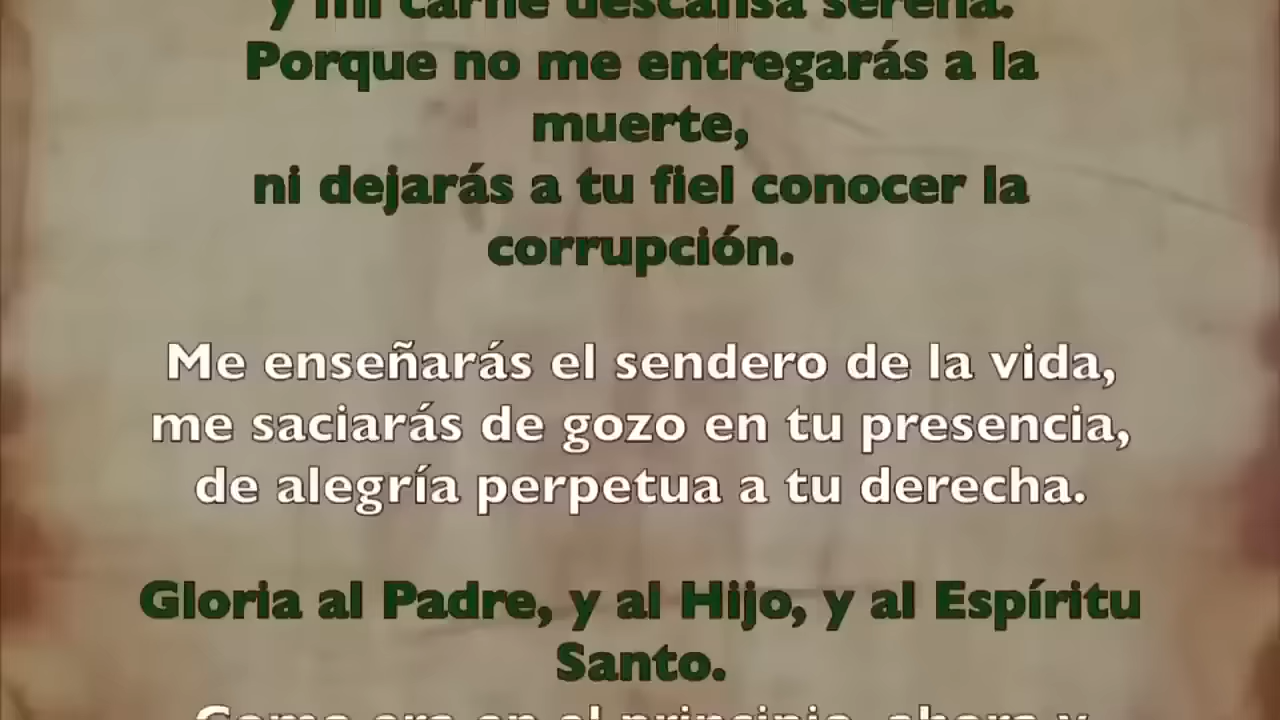 y mi carne descansa serena.
Porque no me entregarás a la
muerte,
ni dejarás a tu fiel conocer la
corrupción.
Me enseñarás el sendero de la vida,
me saciarás de gozo en tu presencia,
de alegría perpetua a tu derecha.
Gloria al Padre, y al Hijo, y al Espíritu
Santo.
Como era en el principio, ahora y